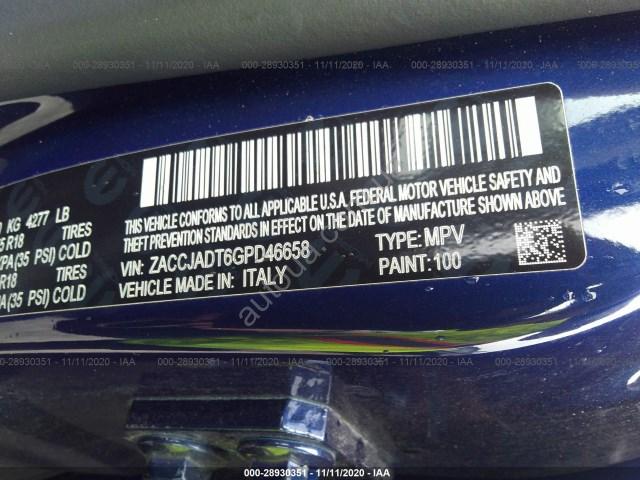 000-28930351 - 11/11/2020 - IAA
KG 4277 LB
R18 TIRES
(35 PSI) COLD
R18 TIRES
A(35 PSI) COLD
THIS VEHICLE CONFORMS TO ALL APPLICABLE U.S.A. FEDERAL MOTOR VEHICLE SAFETY AND
THEFT PREVENTION STANDARDS IN EFFECT ON THE DATE OF MANUFACTURE SHOWN ABOVE.
VIN: ZACCJADT6GPD46658 TYPE: MPV
VEHICLE MADE IN: ITALY PAINT: 100
autoua.club
000-28930351 - 11/11/2020 - IAA